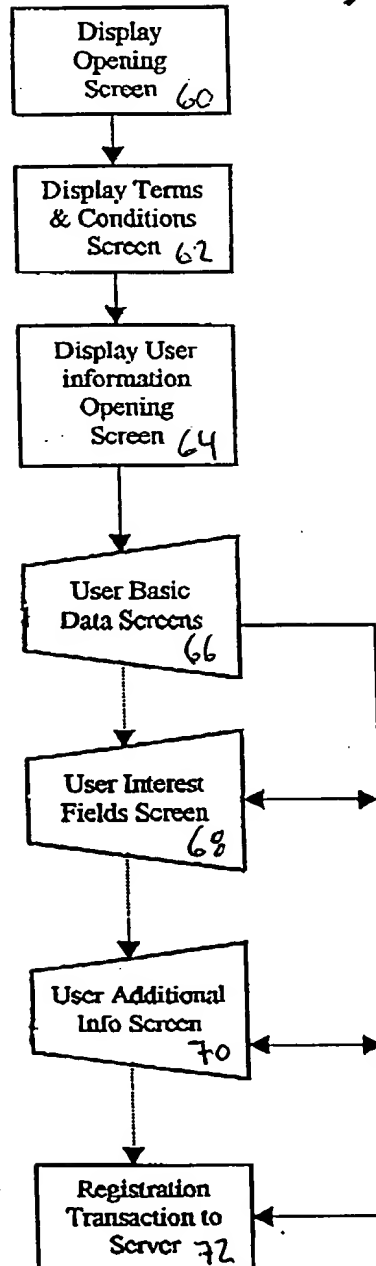 Display
Opening
Screen 60
Display Terms
& Conditions
Screen 62
Display User
information
Opening
Screen 64
User Basic
Data Screens
66
User Interest
Fields Screen
68
User Additional
Info Screen
70
Registration
Transaction to
Server 72